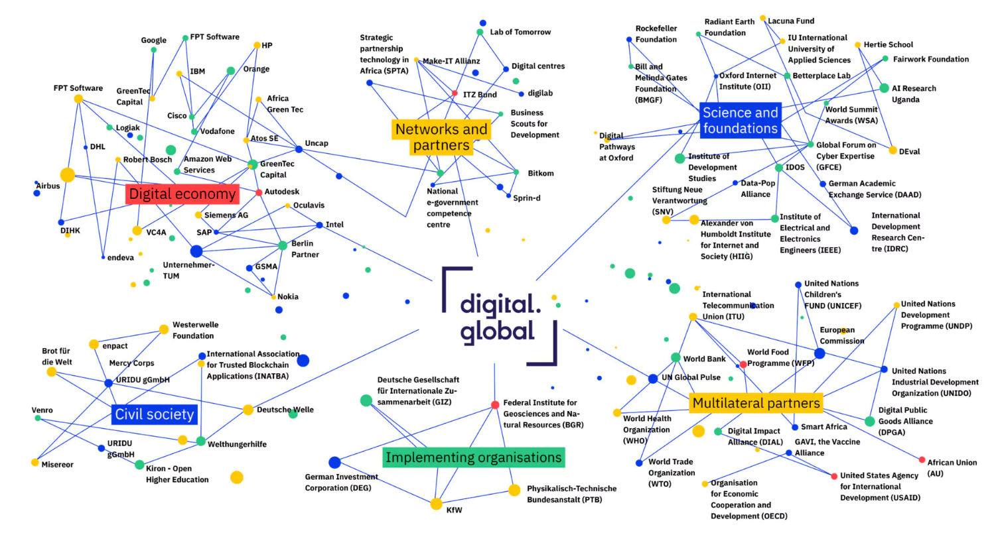 Google
FPT Software
HP
IBM
Orange
FPT Software
GreenTec
Capital
Africa
Green Tec
Cisco
Logiak
Vodafone
Atos SE
Uncap
DHL
Robert Bosch
Amazon Web
Services
GreenTec
Capital
Airbus
Digital economy
Autodesk
Oculavis
Siemens AG
DIHK
VC4A
SAP
Intel
endeva
Berlin
Partner
Unternehmer-
TUM
GSMA
Nokia
Strategic
partnership
technology in
Africa (SPTA)
Lab of Tomorrow
Make-IT Allianz
Digital centres
ITZ Bund
digilab
Business
Scouts for
Development
Networks and
partners
Bitkom
National
e-government
competence
centre
Sprin-d
Rockefeller
Foundation
Radiant Earth
Foundation
Lacuna Fund
IU International
University of
Applied Sciences
Hertie School
Fairwork Foundation
Bill and
Melinda Gates
Foundation
(BMGF)
Oxford Internet
Institute (OII)
Betterplace Lab
AI Research
Uganda
Science and
foundations
World Summit
Awards (WSA)
Digital
Pathways
at Oxford
Global Forum on
Cyber Expertise
(GFCE)
DEval
Institute of
Development
Studies
IDOS
Data-Pop
Alliance
German Academic
Exchange Service (DAAD)
Stiftung Neue
Verantwortung
(SNV)
Alexander von
Humboldt Institute
for Internet and
Society (HIIG)
Institute of
Electrical and
Electronics
Engineers (IEEE)
International
Development
Research Cen-
tre (IDRC)
digital.
global
Westerwelle
Foundation
enpact
Brot für
die Welt
Mercy Corps
URIDU gGmbH
International Association
for Trusted Blockchain
Applications (INATBA)
Venro
Civil society
Deutsche Welle
URIDU
gGmbH
Welthungerhilfe
Misereor
Kiron - Open
Higher Education
Deutsche Gesellschaft
für Internationale Zu-
sammenarbeit (GIZ)
Federal Institute for
Geosciences and Na-
tural Resources (BGR)
Implementing organisations
German Investment
Corporation (DEG)
Physikalisch-Technische
Bundesanstalt (PTB)
KfW
International
Telecommunication
Union (ITU)
United Nations
Children's
FUND (UNICEF)
United Nations
Development
Programme (UNDP)
European
Commission
World Bank
World Food
Programme (WFP)
UN Global Pulse
United Nations
Industrial Development
Organization (UNIDO)
Multilateral partners
World Health
Organization
(WHO)
Digital Impact
Alliance (DIAL)
Smart Africa
Digital Public
Goods Alliance
(DPGA)
GAVI, the Vaccine
Alliance
World Trade
Organization
(WTO)
African Union
(AU)
Organisation
for Economic
Cooperation and
Development (OECD)
United States Agency
for International
Development (USAID)